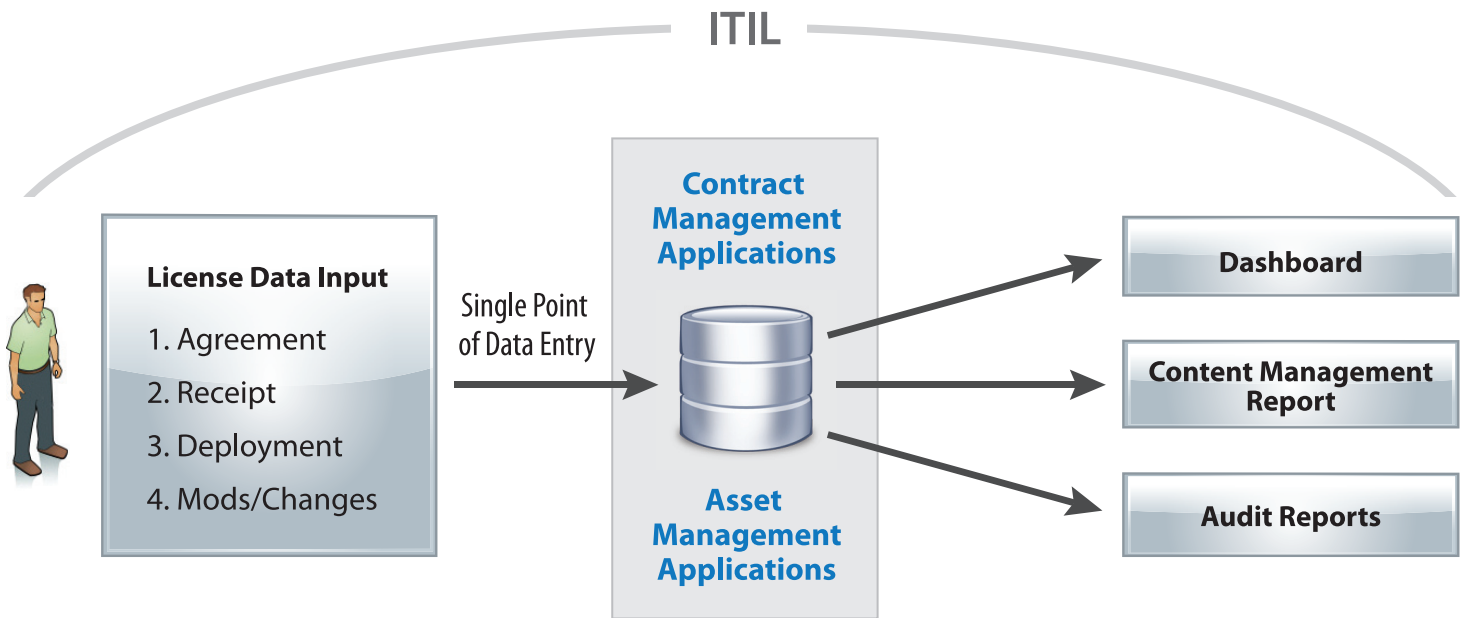 ITIL
License Data Input
1. Agreement
2. Receipt
3. Deployment
4. Mods/Changes
Single Point
of Data Entry
Contract
Management
Applications
Asset
Management
Applications
Dashboard
Content Management
Report
Audit Reports